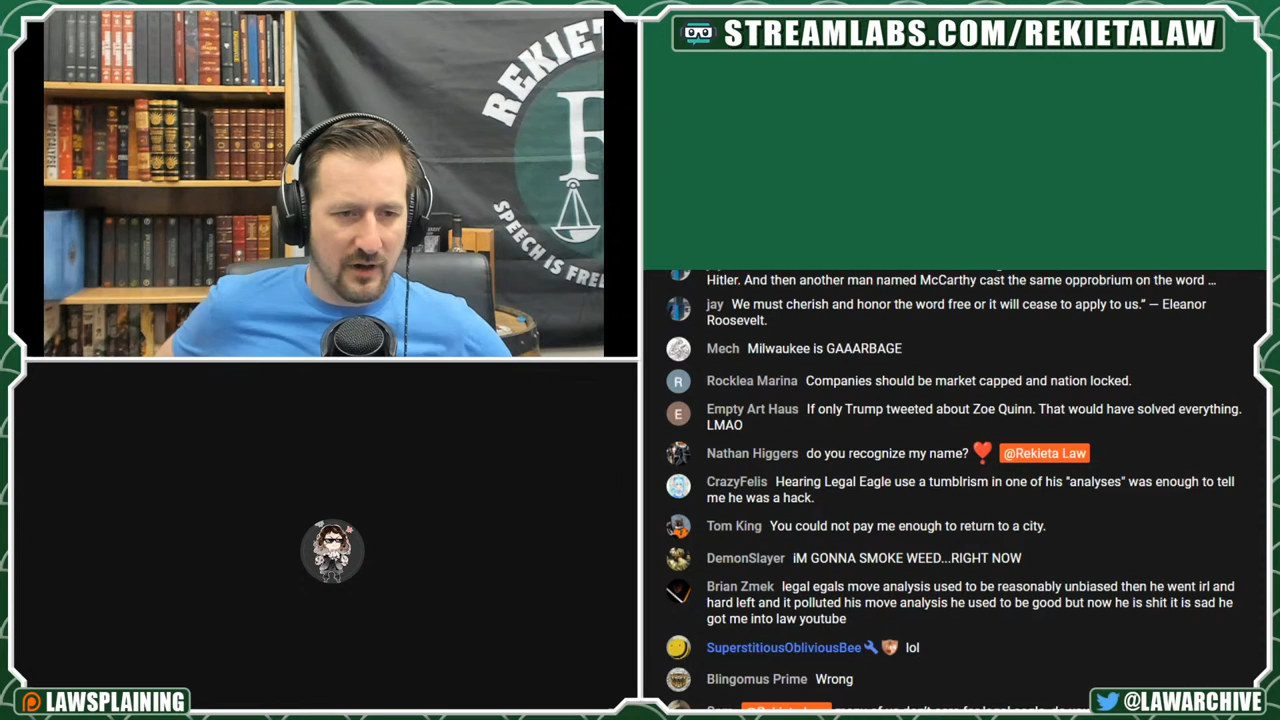 STREAMLABS.COM/REKIETALAW
REKIET
R
SPEECH IS FREE
Hitler. And then another man named McCarthy cast the same opprobrium on the word ...
jay We must cherish and honor the word free or it will cease to apply to us.” — Eleanor
Roosevelt.
Mech Milwaukee is GAAARBAGE
R Rocklea Marina Companies should be market capped and nation locked.
E Empty Art Haus If only Trump tweeted about Zoe Quinn. That would have solved everything.
LMAO
Nathan Higgers do you recognize my name? ❤ @Rekieta Law
CrazyFelis Hearing Legal Eagle use a tumblrism in one of his "analyses" was enough to tell
me he was a hack.
Tom King You could not pay me enough to return to a city.
DemonSlayer iM GONNA SMOKE WEED...RIGHT NOW
Brian Zmek legal egals move analysis used to be reasonably unbiased then he went irl and
hard left and it polluted his move analysis he used to be good but now he is shit it is sad he
got me into law youtube
SuperstitiousObliviousBee lol
Blingomus Prime Wrong
LAWSPLAINING
@LAWARCHIVE